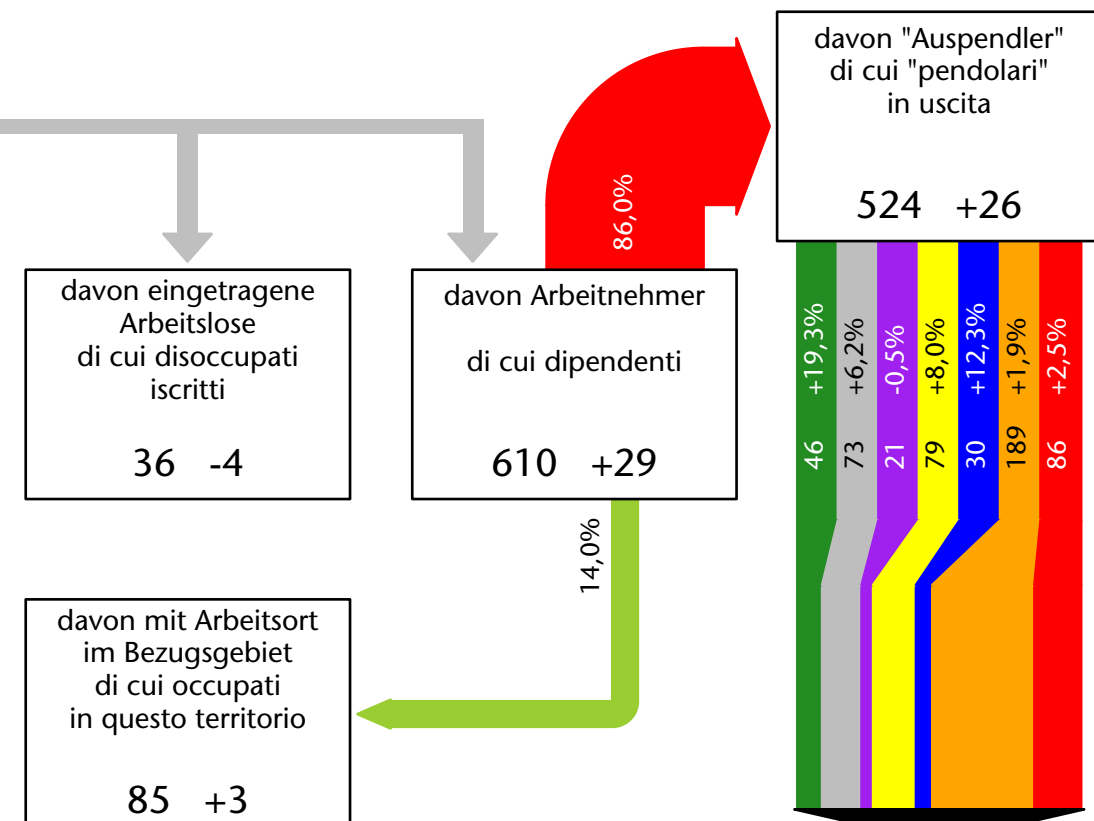 davon "Auspendler"
di cui "pendolari"
in uscita
524 +26
86,0%
davon eingetragene
Arbeitslose
di cui disoccupati
iscritti
36 -4
davon Arbeitnehmer
di cui dipendenti
610 +29
46 +19,3%
73 +6,2%
21 -0,5%
79 +8,0%
30 +12,3%
189 +1,9%
86 +2,5%
14,0%
davon mit Arbeitsort
im Bezugsgebiet
di cui occupati
in questo territorio
85 +3